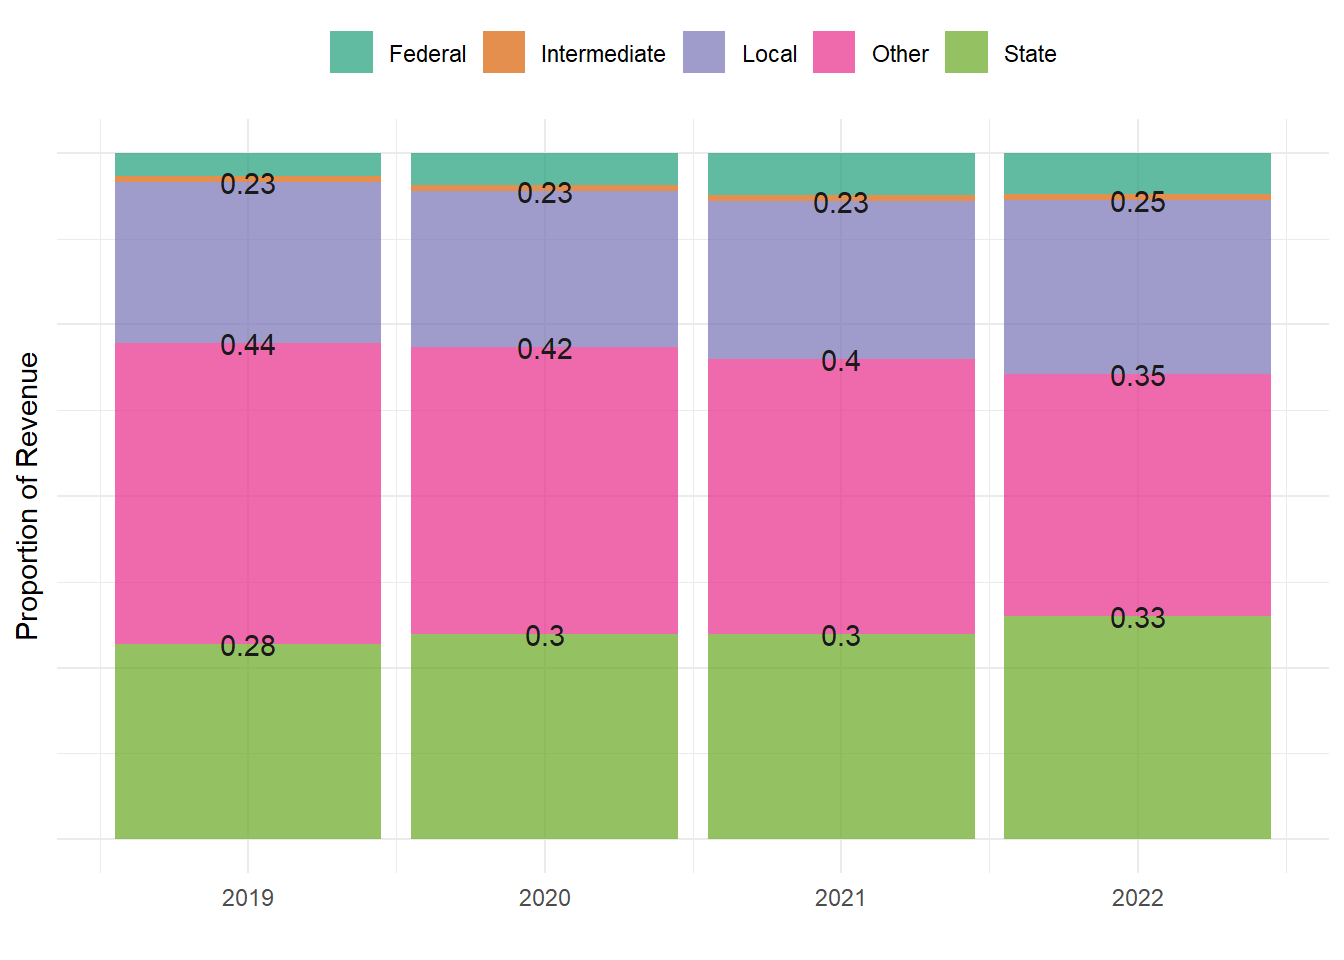 Federal Intermediate Local Other State
Proportion of Revenue
0.23 0.23 0.23 0.25
0.44 0.42 0.4 0.35
0.28 0.3 0.3 0.33
2019 2020 2021 2022